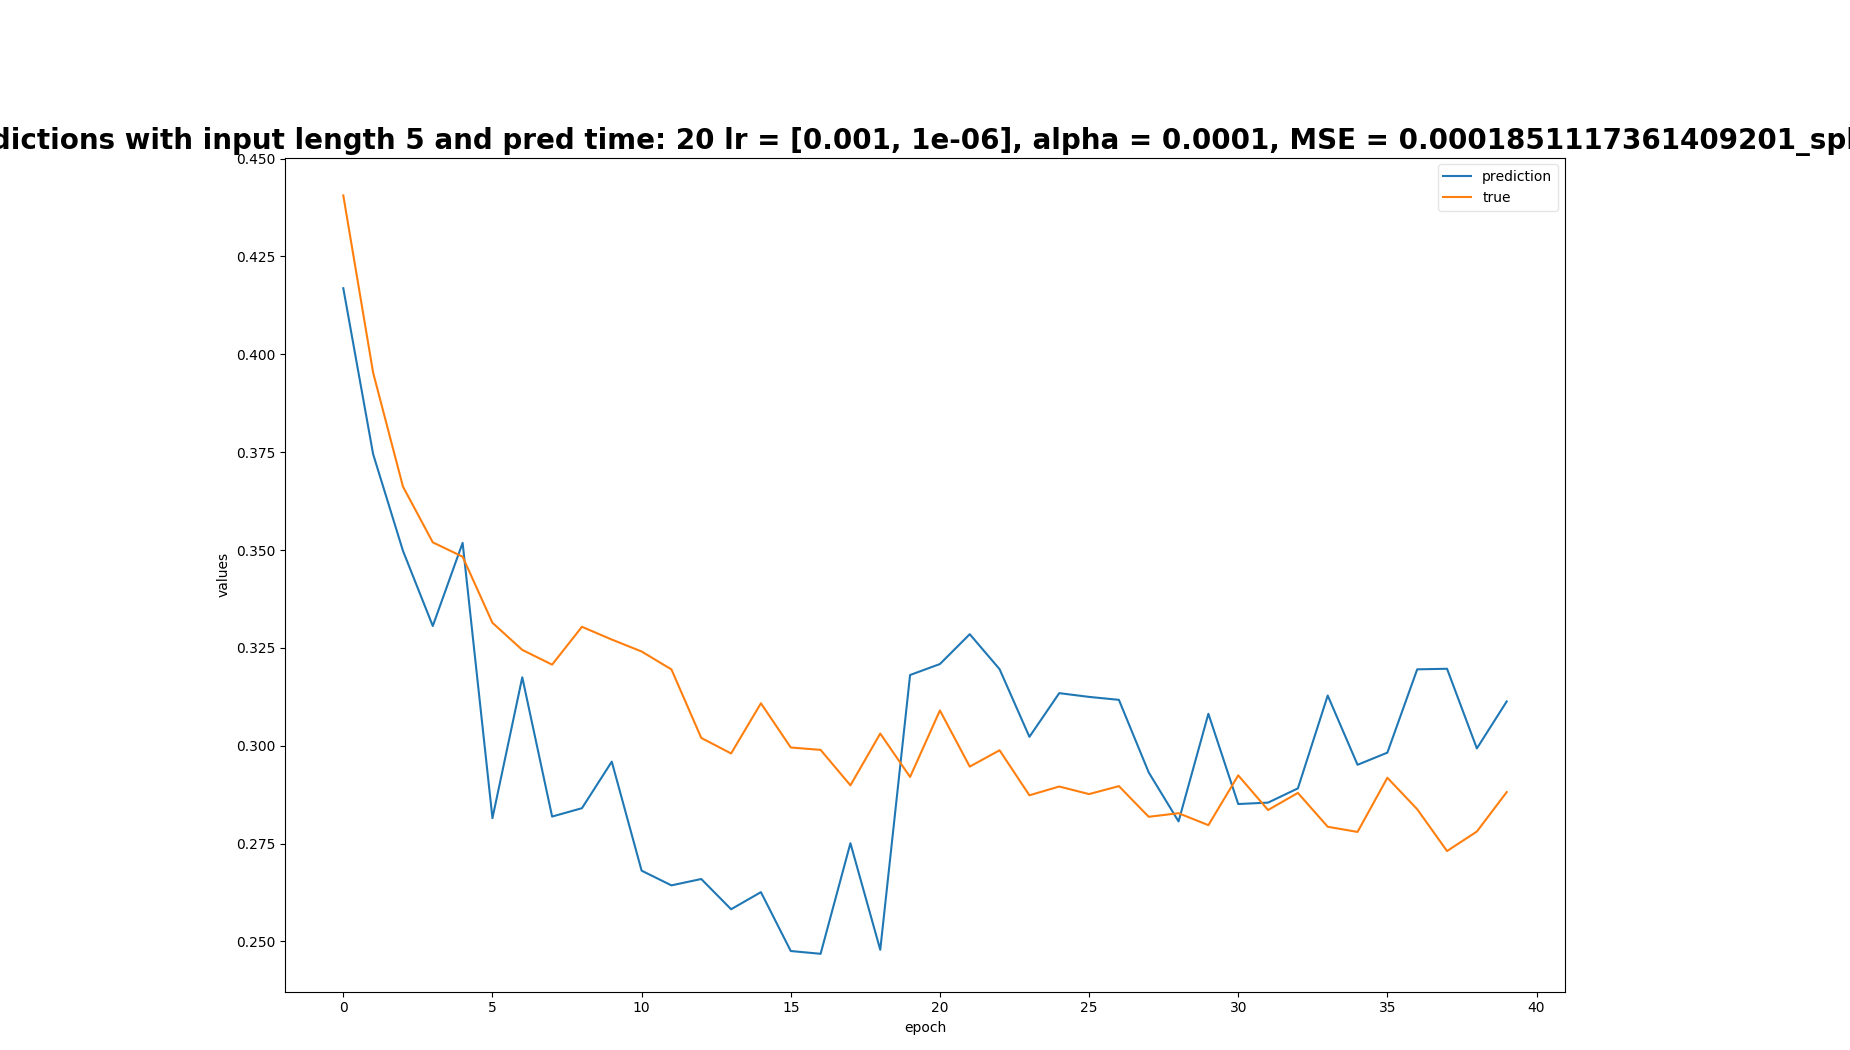 dictions with input length 5 and pred time: 20 lr = [0.001, 1e-06], alpha = 0.0001, MSE = 0.0001851117361409201_spl
prediction
true
0.450
0.425
0.400
0.375
0.350
0.325
0.300
0.275
0.250
values
0 5 10 15 20 25 30 35 40
epoch